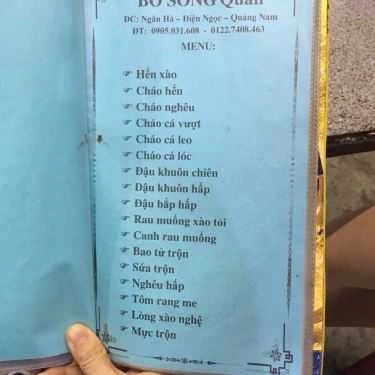 BỜ SÔNG Quán
ĐC: Ngân Hà – Điện Ngọc – Quảng Nam
ĐT: 0905.031.608 - 0122.7408.463
MENU:
Hến xào
Cháo hến
Cháo nghêu
Cháo cá vượt
Cháo cá leo
Cháo cá lóc
Đậu khuôn chiên
Đậu khuôn hấp
Đậu bắp hấp
Rau muống xào tỏi
Canh rau muống
Bao tử trộn
Sứa trộn
Nghêu hấp
Tôm rang me
Lòng xào nghệ
Mực trộn